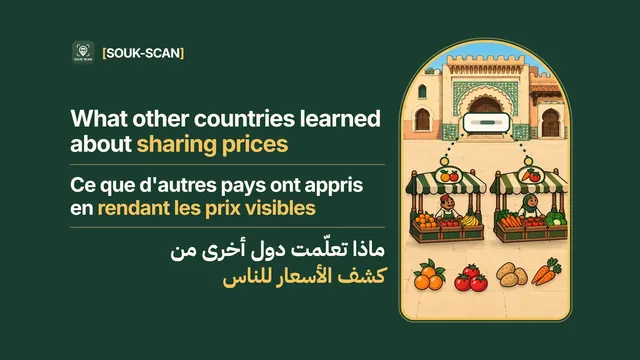 SOUK-SCAN
[SOUK-SCAN]
What other countries learned
about sharing prices
Ce que d'autres pays ont appris
en rendant les prix visibles
ماذا تعلّمت دول أخرى من
كشف الأسعار للناس